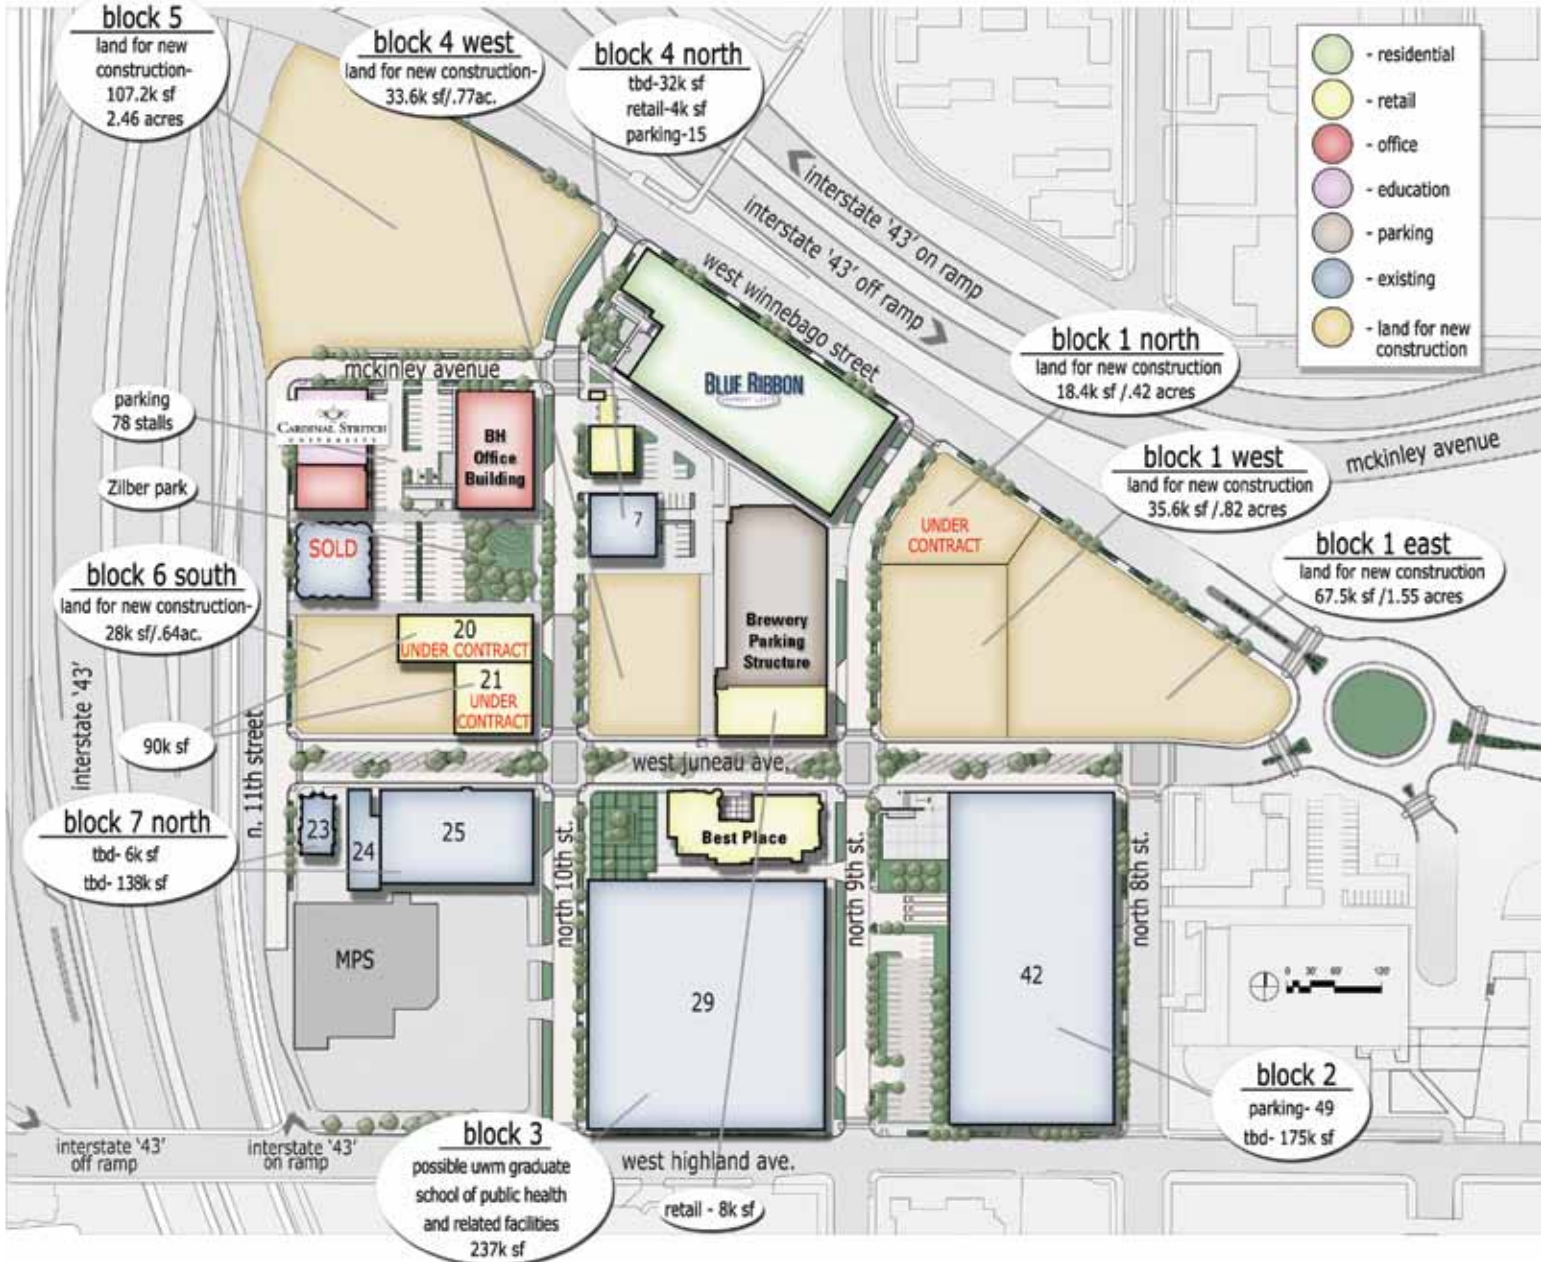 block 5
land for new
construction-
107.2k sf
2.46 acres
block 4 west
land for new construction-
33.6k sf/.77ac.
block 4 north
tbd-32k sf
retail-4k sf
parking-15
- residential
- retail
- office
- education
- parking
- existing
- land for new
construction
interstate '43' on ramp
interstate '43' off ramp
west winnebago street
block 1 north
land for new construction
18.4k sf /.42 acres
mckinley avenue
BLUE RIBBON
mckinley avenue
parking
78 stalls
CARDINAL STRITCH
UNIVERSITY
BH
Office
Building
block 1 west
land for new construction
35.6k sf /.82 acres
Zilber park
7
SOLD
UNDER
CONTRACT
block 1 east
land for new construction
67.5k sf /1.55 acres
block 6 south
land for new construction-
28k sf/.64ac.
20
UNDER CONTRACT
21
UNDER
CONTRACT
Brewery
Parking
Structure
interstate '43'
n. 11th street
90k sf
west juneau ave.
block 7 north
tbd- 6k sf
tbd- 138k sf
23
24
25
Best Place
north 10th st.
north 9th st.
north 8th st.
MPS
29
42
0 30' 60' 120'
block 2
parking- 49
tbd- 175k sf
interstate '43'
off ramp
interstate '43'
on ramp
block 3
possible uwm graduate
school of public health
and related facilities
237k sf
west highland ave.
retail - 8k sf